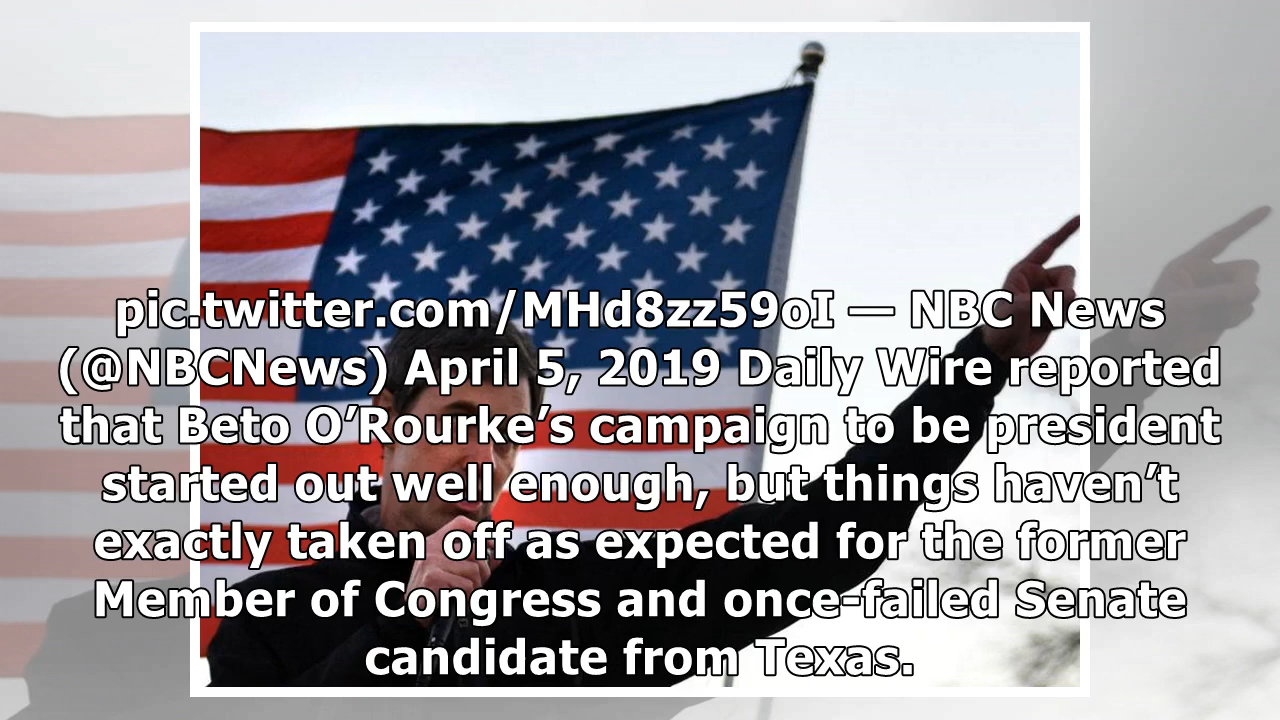 pic.twitter.com/MHd8zz59oI — NBC News
(@NBCNews) April 5, 2019 Daily Wire reported
that Beto O’Rourke’s campaign to be president
started out well enough, but things haven’t
exactly taken off as expected for the former
Member of Congress and once-failed Senate
candidate from Texas.